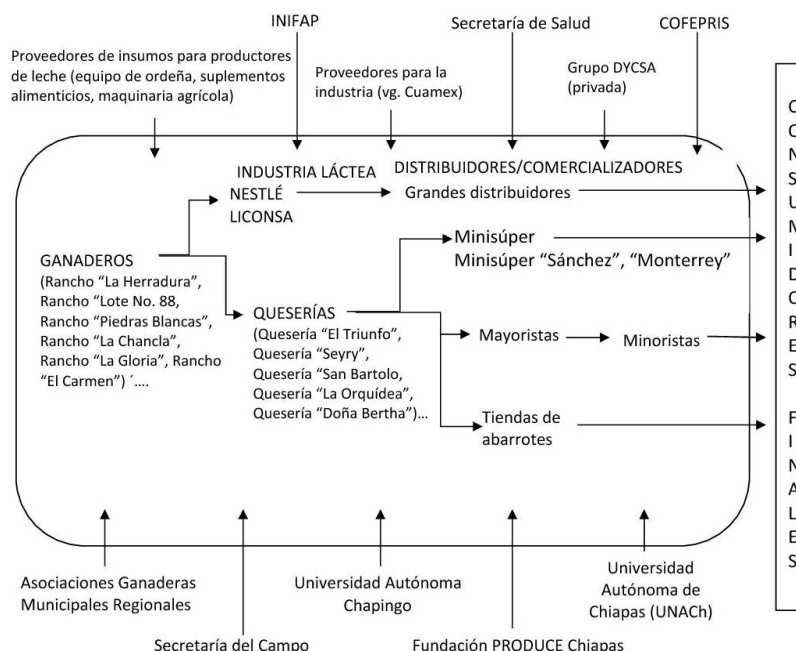 INIFAP
Secretaría de Salud
COFEPRIS
Proveedores de insumos para productores
de leche (equipo de ordeña, suplementos
alimenticios, maquinaria agrícola)
Proveedores para la
industria (vg. Cuamex)
Grupo DYCSA
(privada)
INDUSTRIA LÁCTEA
NESTLÉ
LICONSA
DISTRIBUIDORES/COMERCIALIZADORES
Grandes distribuidores
GANADEROS
(Rancho “La Herradura”,
Rancho “Lote No. 88,
Rancho “Piedras Blancas”,
Rancho “La Chancla”,
Rancho “La Gloria”, Rancho
“El Carmen”) ´....
QUESERÍAS
(Quesería “El Triunfo”,
Quesería “Seyry”,
Quesería “San Bartolo,
Quesería “La Orquídea”,
Quesería “Doña Bertha”)...
Minisúper
Minisúper “Sánchez”, “Monterrey”
Mayoristas
Minoristas
Tiendas de
abarrotes
C
O
N
S
U
M
I
D
O
R
E
S
F
I
N
A
L
E
S
Asociaciones Ganaderas
Municipales Regionales
Universidad Autónoma
Chapingo
Universidad
Autónoma de
Chiapas (UNACh)
Secretaría del Campo
Fundación PRODUCE Chiapas